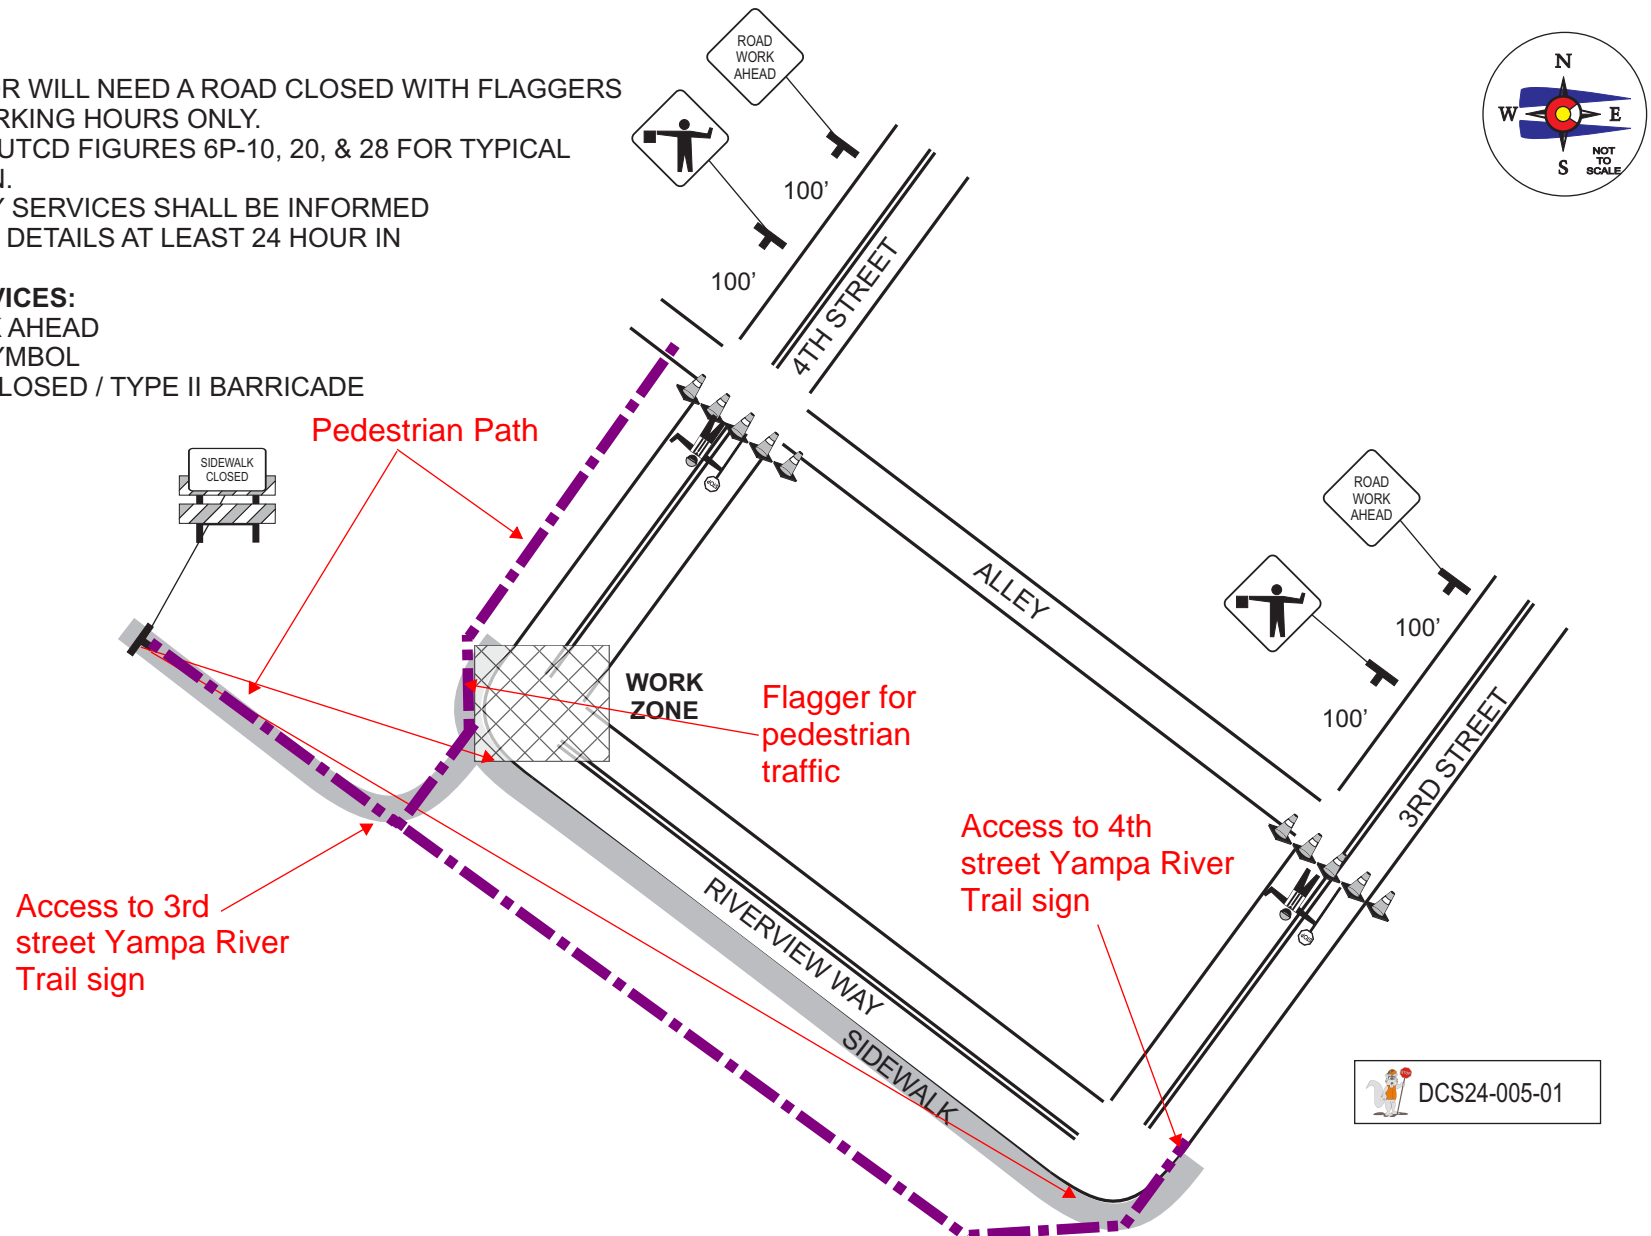 R WILL NEED A ROAD CLOSED WITH FLAGGERS
RKING HOURS ONLY.
UTCD FIGURES 6P-10, 20, & 28 FOR TYPICAL
N.
Y SERVICES SHALL BE INFORMED
DETAILS AT LEAST 24 HOUR IN
VICES:
K AHEAD
YMBOL
LOSED / TYPE II BARRICADE
ROAD
WORK
AHEAD
N
W
E
S
NOT
TO
SCALE
100'
100'
4TH STREET
Pedestrian Path
SIDEWALK
CLOSED
ALLEY
ROAD
WORK
AHEAD
100'
100'
3RD STREET
WORK
ZONE
Flagger for
pedestrian
traffic
Access to 4th
street Yampa River
Trail sign
Access to 3rd
street Yampa River
Trail sign
RIVERVIEW WAY
SIDEWALK
STOP
STOP
STOP
DCS24-005-01